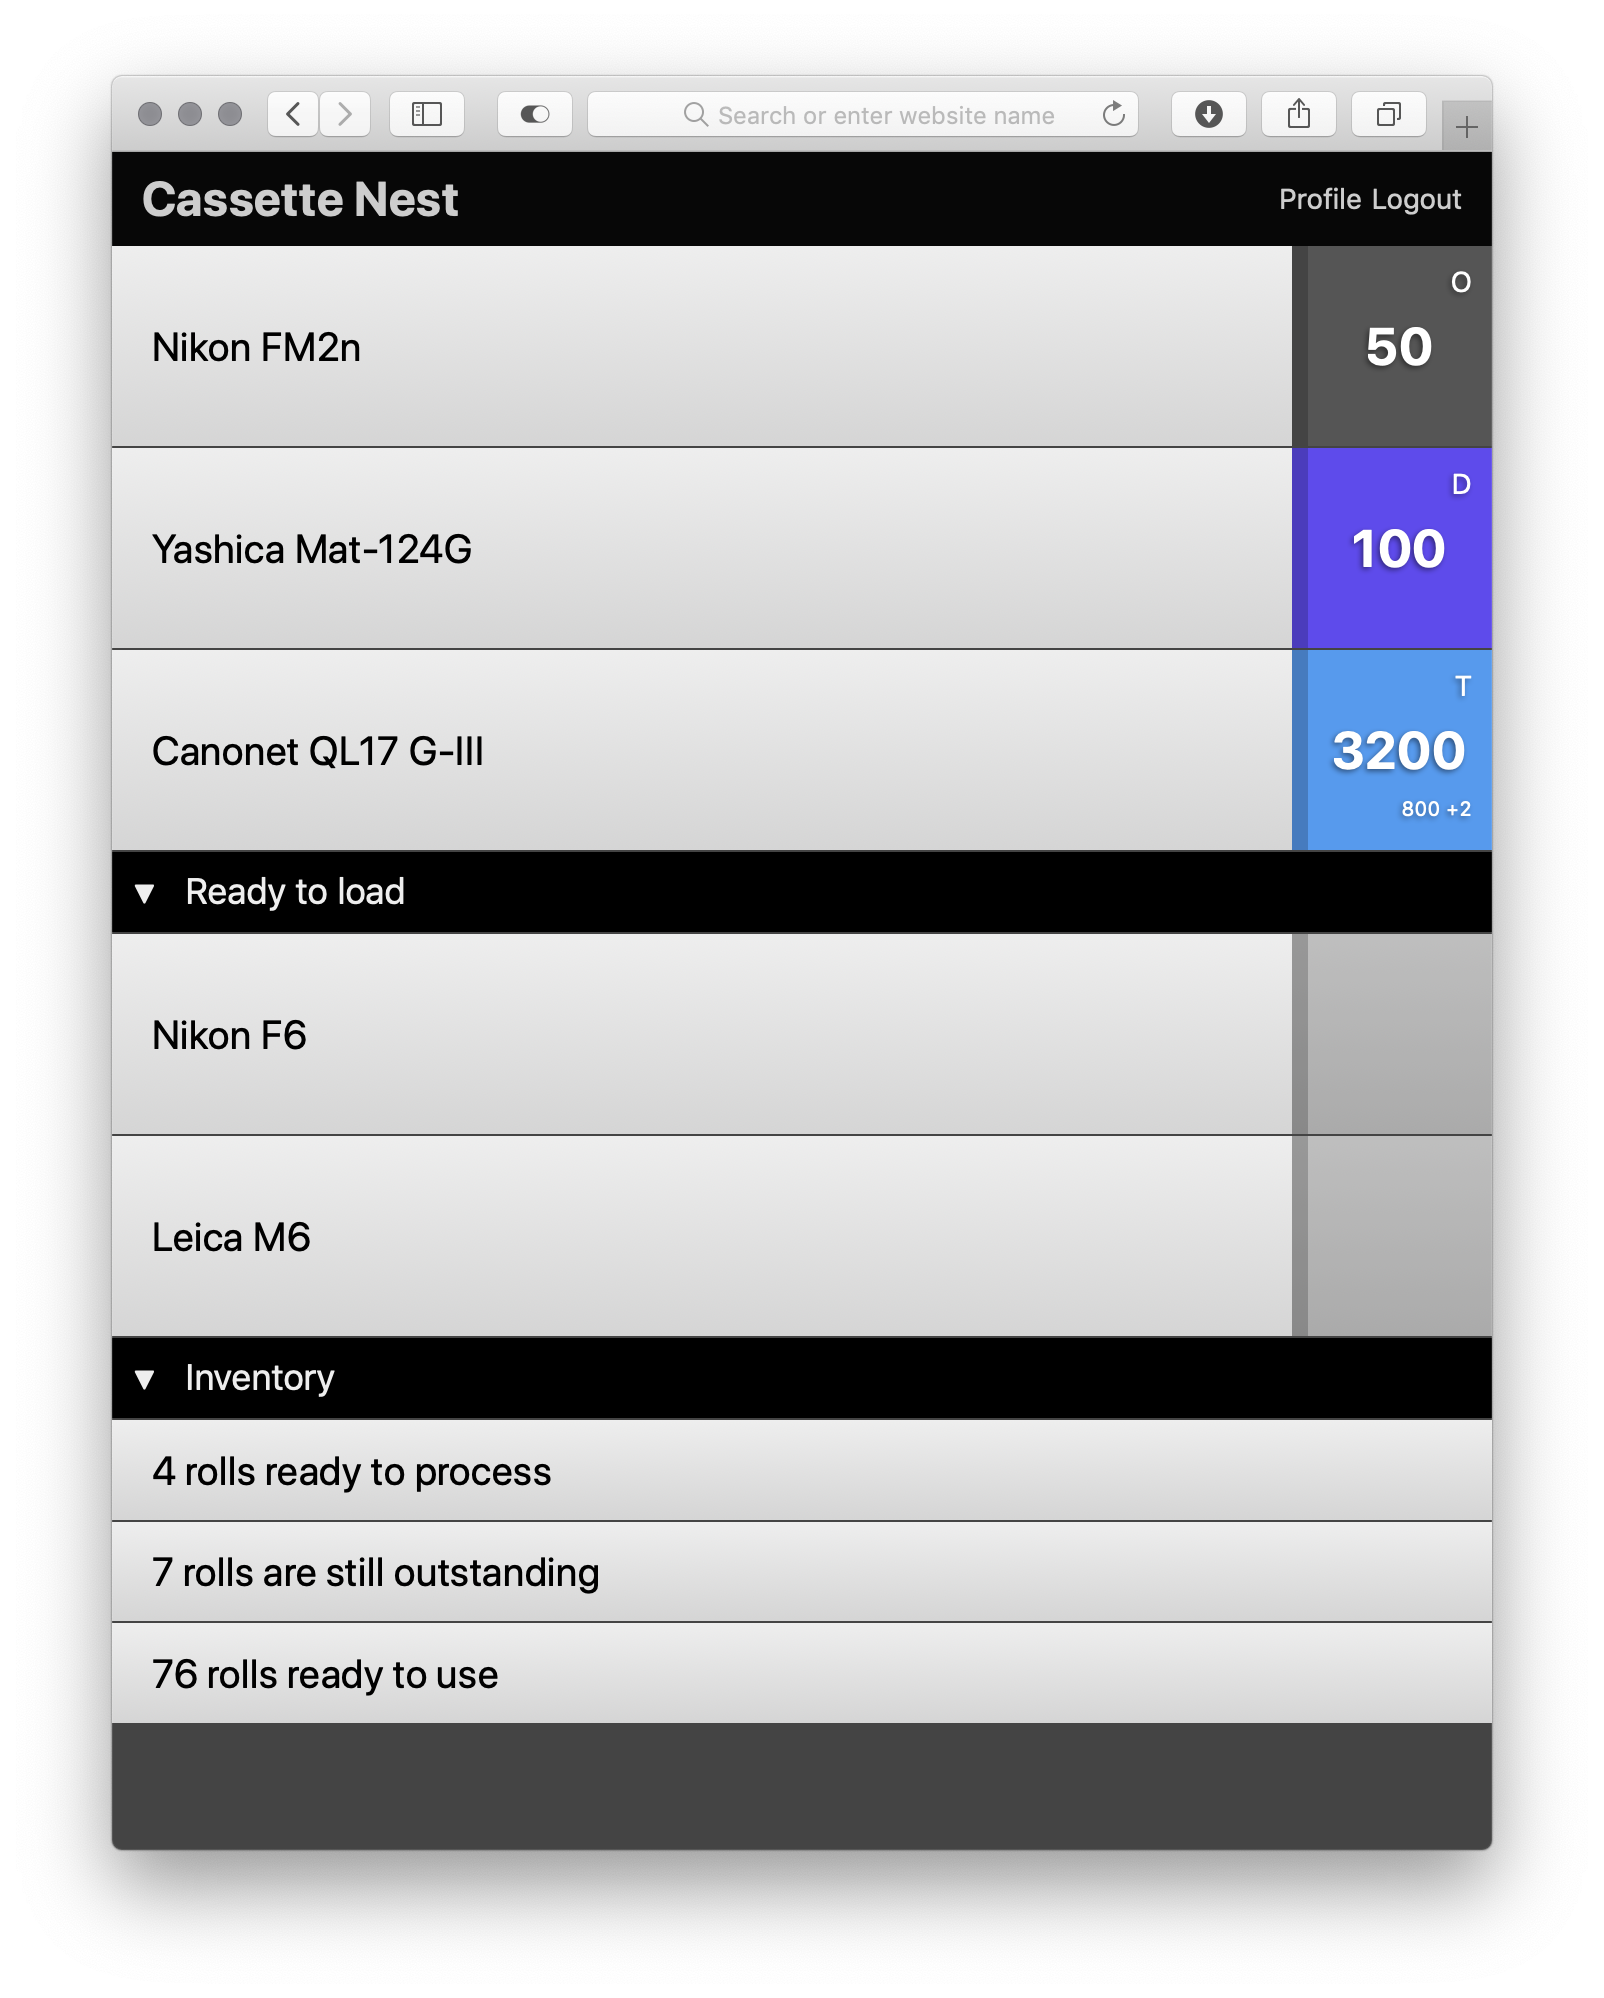 Search or enter website name
Cassette Nest
Profile Logout
O
Nikon FM2n
50
D
Yashica Mat-124G
100
T
Canonet QL17 G-III
3200
800 +2
▼ Ready to load
Nikon F6
Leica M6
▼ Inventory
4 rolls ready to process
7 rolls are still outstanding
76 rolls ready to use